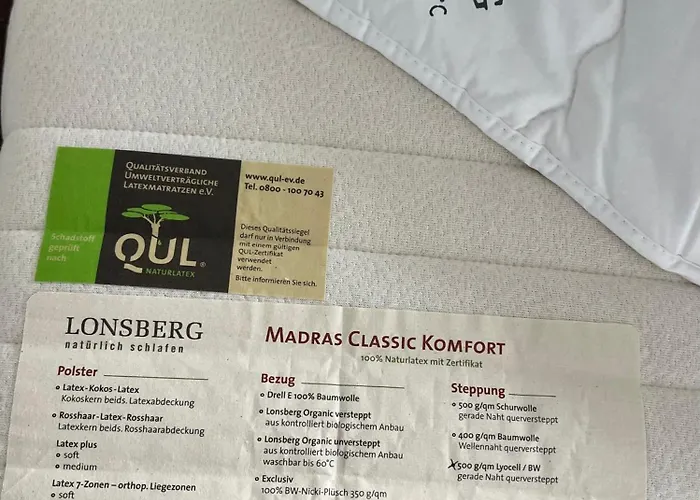 QUALITÄTSVERBAND
UMWELTVERTRÄGLICHE
LATEXMATRATZEN e.V.
Schadstoff
geprüft
nach
QUL®
NATURLATEX
www.qul-ev.de
Tel. 0800 - 100 70 43
Dieses Qualitätssiegel
darf nur in Verbindung
mit einem gültigen
QUL-Zertifikat
verwendet
werden.
Bitte informieren Sie sich.
LONSBERG
natürlich schlafen
MADRAS CLASSIC KOMFORT
100% Naturlatex mit Zertifikat
Polster
Latex-Kokos-Latex
Kokoskern beids. Latexabdeckung
Rosshaar-Latex-Rosshaar
Latexkern beids. Rosshaarabdeckung
Latex plus
soft
medium
Latex 7-Zonen – orthop. Liegezonen
soft
Bezug
Drell E 100% Baumwolle
Lonsberg Organic versteppt
aus kontrolliert biologischem Anbau
Lonsberg Organic unversteppt
aus kontrolliert biologischem Anbau
waschbar bis 60°C
Exclusiv
100% BW-Nicki-Plüsch 350 g/qm
Steppung
500 g/qm Schurwolle
gerade Naht querversteppt
400 g/qm Baumwolle
Wellennaht querversteppt
X 500 g/qm Lyocell / BW
gerade Naht querversteppt